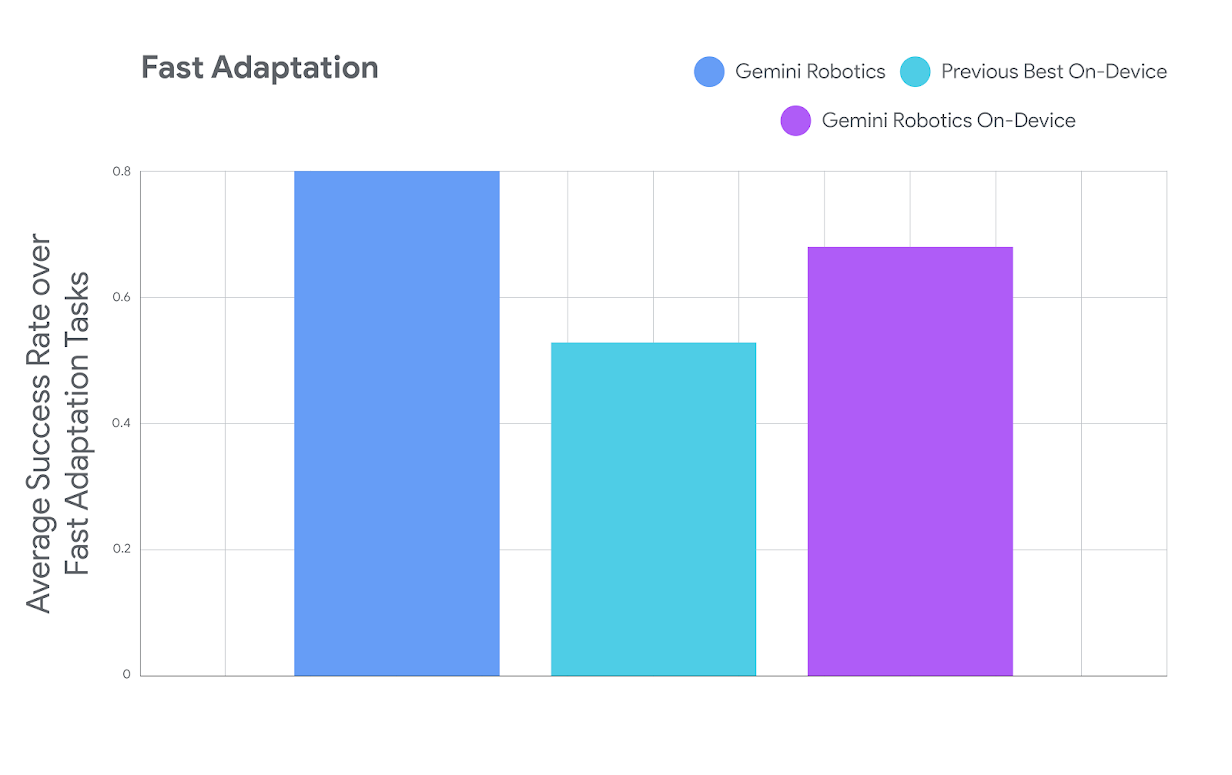 Fast Adaptation
Gemini Robotics
Previous Best On-Device
Gemini Robotics On-Device
Average Success Rate over
Fast Adaptation Tasks
0.8
0.6
0.4
0.2
0